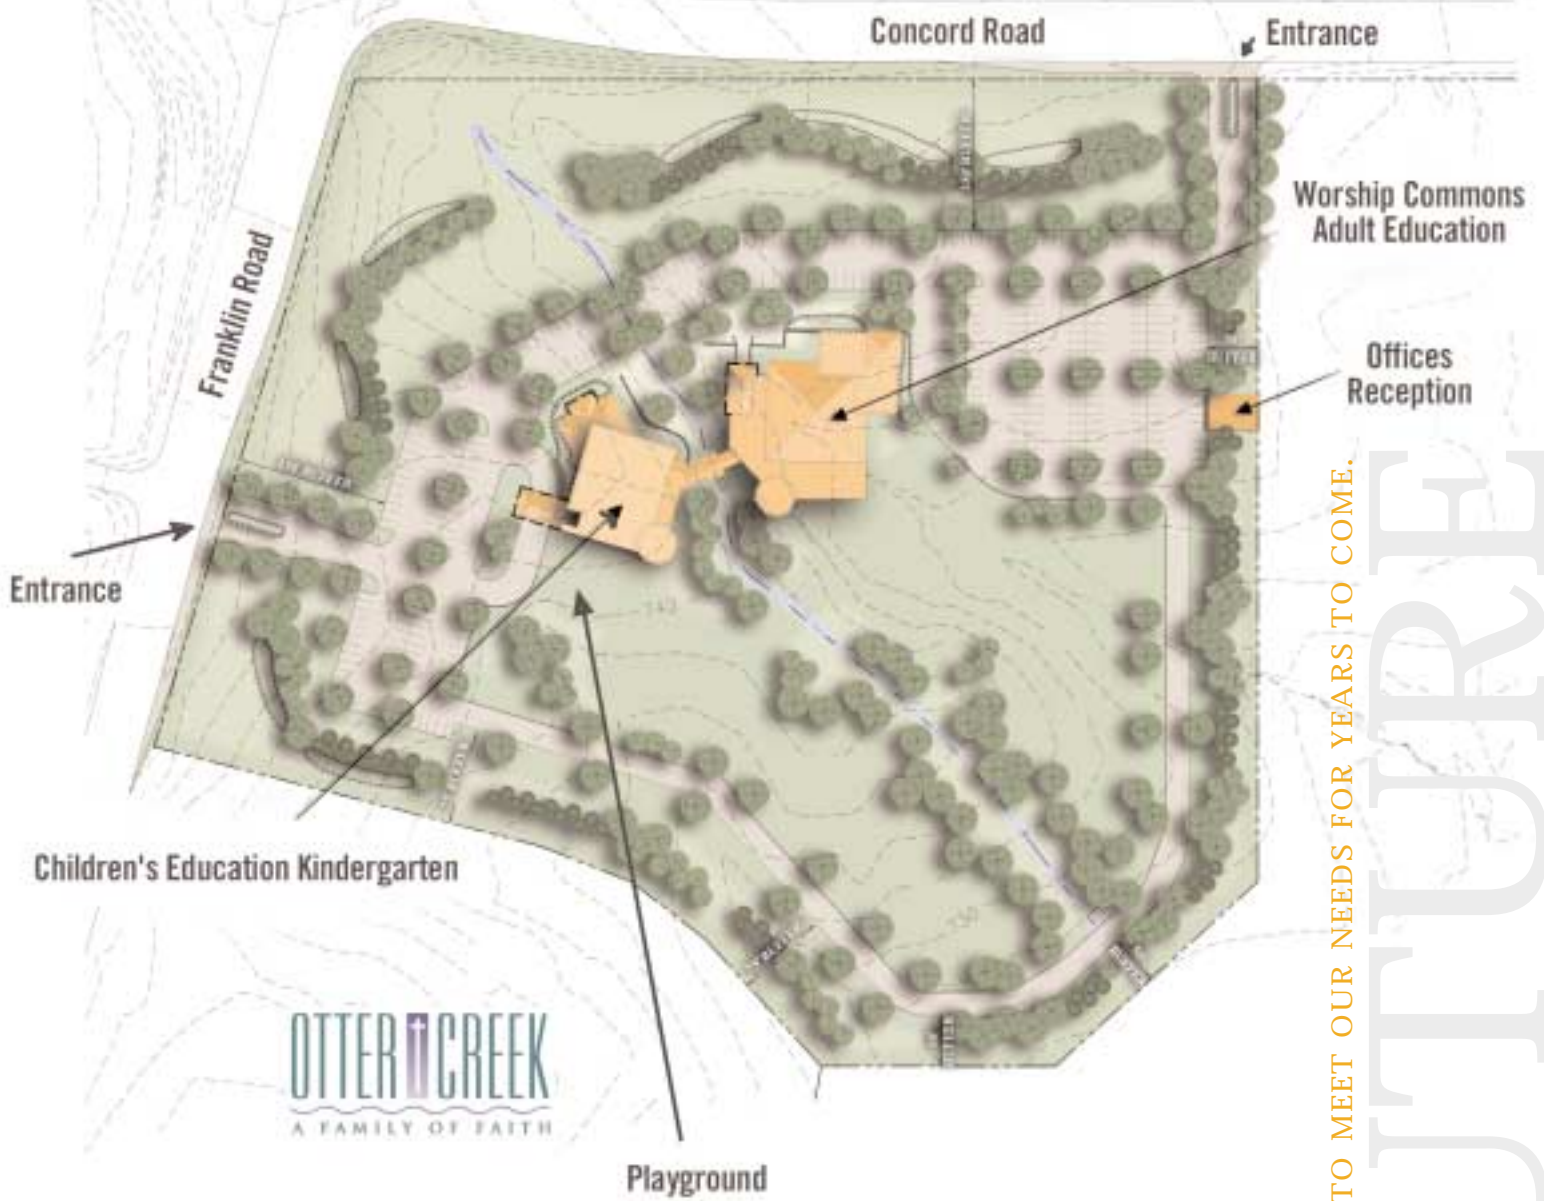 Concord Road
Entrance
Worship Commons
Adult Education
Franklin Road
Offices
Reception
Entrance
Children's Education Kindergarten
OTTER CREEK
A FAMILY OF FAITH
Playground
TO MEET OUR NEEDS FOR YEARS TO COME.
UTURE